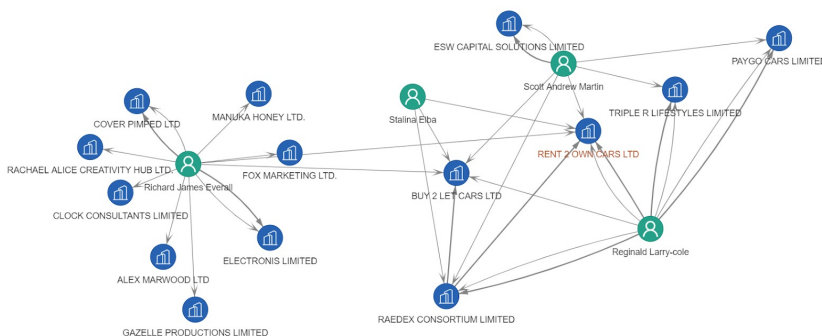 ESW CAPITAL SOLUTIONS LIMITED
PAYGO CARS LIMITED
Scott Andrew Martin
TRIPLE R LIFESTYLES LIMITED
Stalina Elba
MANUKA HONEY LTD.
COVER PIMPED LTD
RENT 2 OWN CARS LTD
RACHAEL ALICE CREATIVITY HUB LTD.
FOX MARKETING LTD.
Richard James Everall
BUY 2 LET CARS LTD
CLOCK CONSULTANTS LIMITED
Reginald Larry-cole
ELECTRONIS LIMITED
ALEX MARWOOD LTD
RAEDEX CONSORTIUM LIMITED
GAZELLE PRODUCTIONS LIMITED